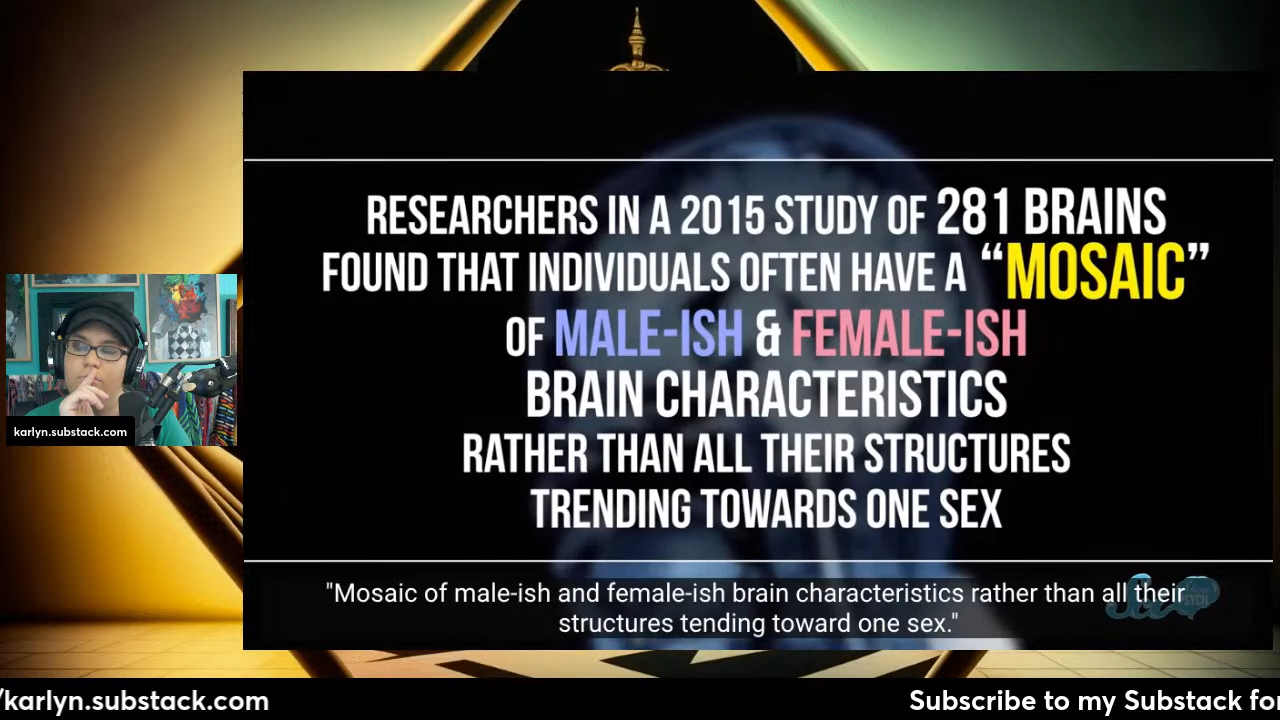 RESEARCHERS IN A 2015 STUDY OF 281 BRAINS
FOUND THAT INDIVIDUALS OFTEN HAVE A “MOSAIC”
OF MALE-ISH & FEMALE-ISH
BRAIN CHARACTERISTICS
RATHER THAN ALL THEIR STRUCTURES
TRENDING TOWARDS ONE SEX
karlyn.substack.com
"Mosaic of male-ish and female-ish brain characteristics rather than all their
structures tending toward one sex."
/karlyn.substack.com
Subscribe to my Substack for